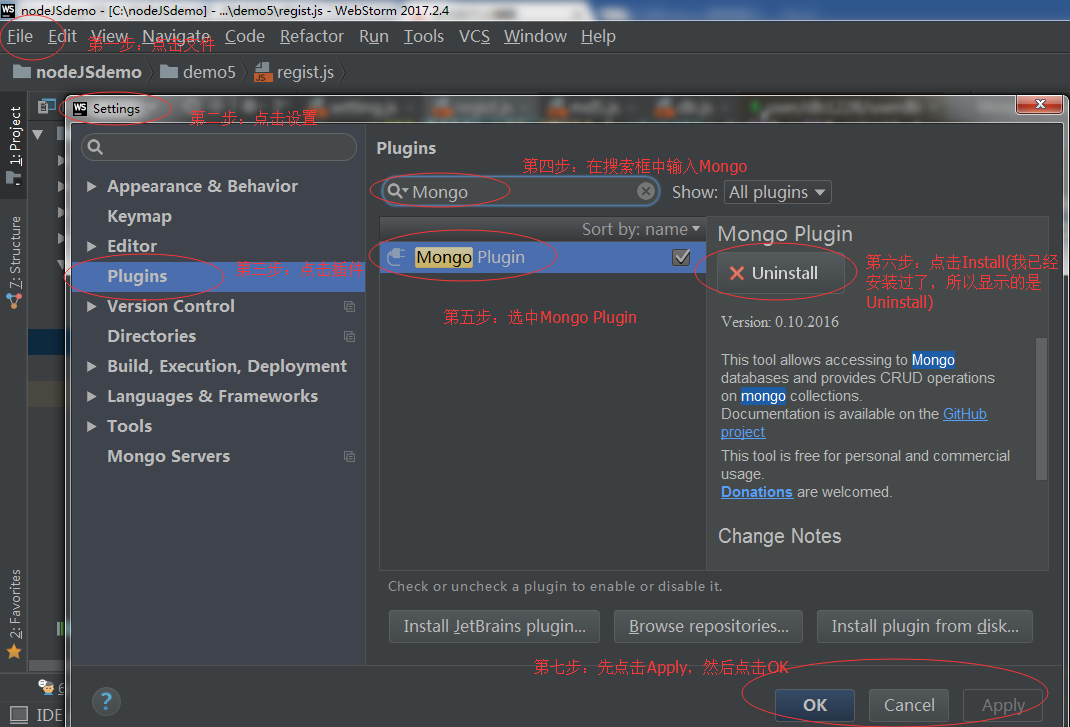 nodeJSdemo - [C:\nodeJSdemo] - ...\demo5\regist.js - WebStorm 2017.2.4
File Edit View Navigate Code Refactor Run Tools VCS Window Help
第一步：点击文件
nodeJSdemo demo5 regist.js
1: Project
7: Structure
2: Favorites
Settings
第二步：点击设置
Appearance & Behavior
Keymap
Editor
Plugins
第三步：点击插件
Version Control
Directories
Build, Execution, Deployment
Languages & Frameworks
Tools
Mongo Servers
Plugins
第四步：在搜索框中输入Mongo
Mongo
Show: All plugins
Sort by: name
Mongo Plugin
第五步：选中Mongo Plugin
Mongo Plugin
Uninstall
第六步：点击Install(我已经
安装过了，所以显示的是
Uninstall)
Version: 0.10.2016
This tool allows accessing to Mongo
databases and provides CRUD operations
on mongo collections.
Documentation is available on the GitHub
project
This tool is free for personal and commercial
usage.
Donations are welcomed.
Change Notes
Check or uncheck a plugin to enable or disable it.
Install JetBrains plugin... Browse repositories... Install plugin from disk...
第七步：先点击Apply，然后点击OK
OK Cancel Apply
?
6
IDE